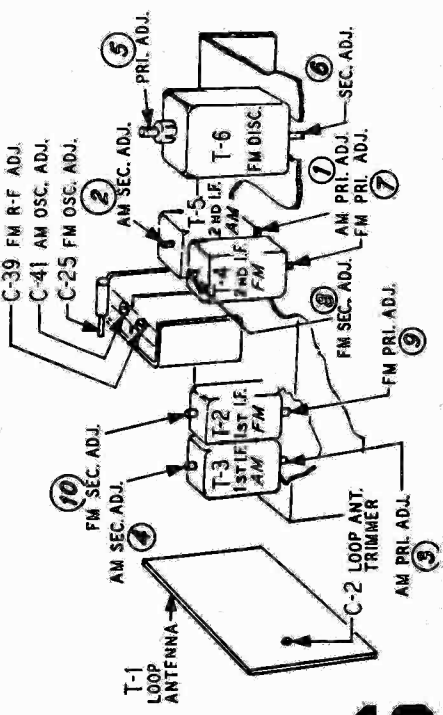 C-39 FM R-F ADJ.
C-41 AM OSC. ADJ.
C-25 FM OSC. ADJ.
5
PRI. ADJ.
2
AM SEC. ADJ.
10
FM SEC. ADJ.
AM SEC. ADJ.
4
T-1
LOOP
ANTENNA
T-3
1ST I.F.
AM
T-2
1ST I.F.
FM
T-4
2ND I.F.
FM
T-5
2ND I.F.
AM
T-6
FM DISC.
6
SEC. ADJ.
1
AM PRI. ADJ.
FM PRI. ADJ.
7
8
FM SEC. ADJ.
FM PRI. ADJ.
9
C-2 LOOP ANT.
TRIMMER
AM PRI. ADJ.
3